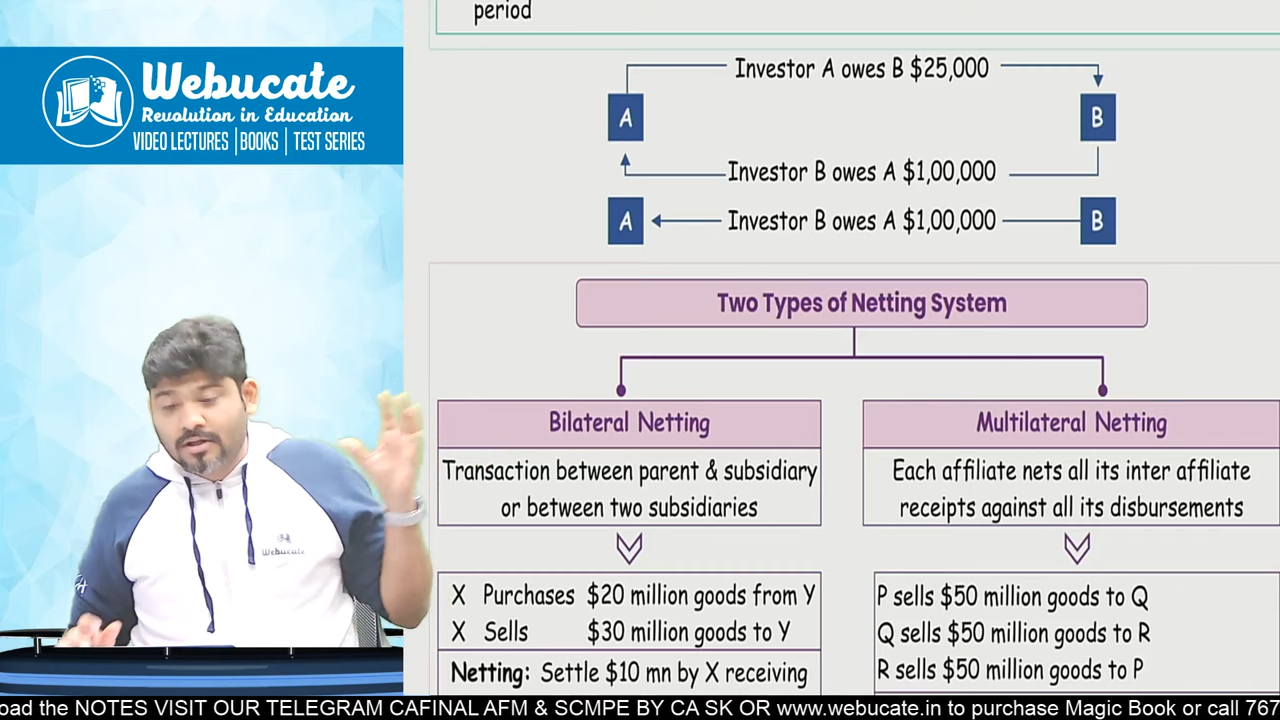 period
Webucate
Revolution in Education
VIDEO LECTURES | BOOKS | TEST SERIES
Investor A owes B $25,000
A
B
Investor B owes A $1,00,000
A
Investor B owes A $1,00,000
B
Two Types of Netting System
Bilateral Netting
Transaction between parent & subsidiary
or between two subsidiaries
X Purchases $20 million goods from Y
X Sells $30 million goods to Y
Netting: Settle $10 mn by X receiving
Multilateral Netting
Each affiliate nets all its inter affiliate
receipts against all its disbursements
P sells $50 million goods to Q
Q sells $50 million goods to R
R sells $50 million goods to P
Webucate
oad the NOTES VISIT OUR TELEGRAM CAFINAL AFM & SCMPE BY CA SK OR www.webucate.in to purchase Magic Book or call 767